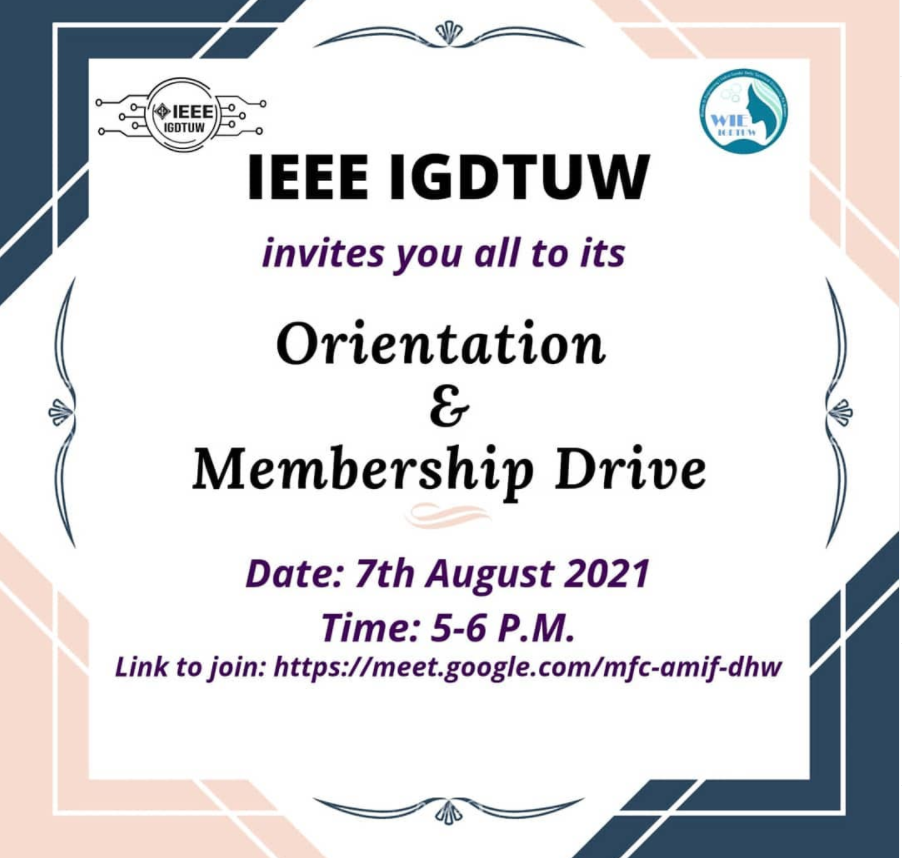 IEEE
IGDTUW
WIE
IGDTUW
IEEE IGDTUW
invites you all to its
Orientation
&
Membership Drive
Date: 7th August 2021
Time: 5-6 P.M.
Link to join: https://meet.google.com/mfc-amif-dhw